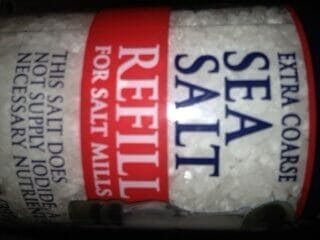 EXTRA COARSE
SEA
SALT
REFILL
FOR SALT MILLS
THIS SALT DOES
NOT SUPPLY IODIDE, A
NECESSARY NUTRIENT